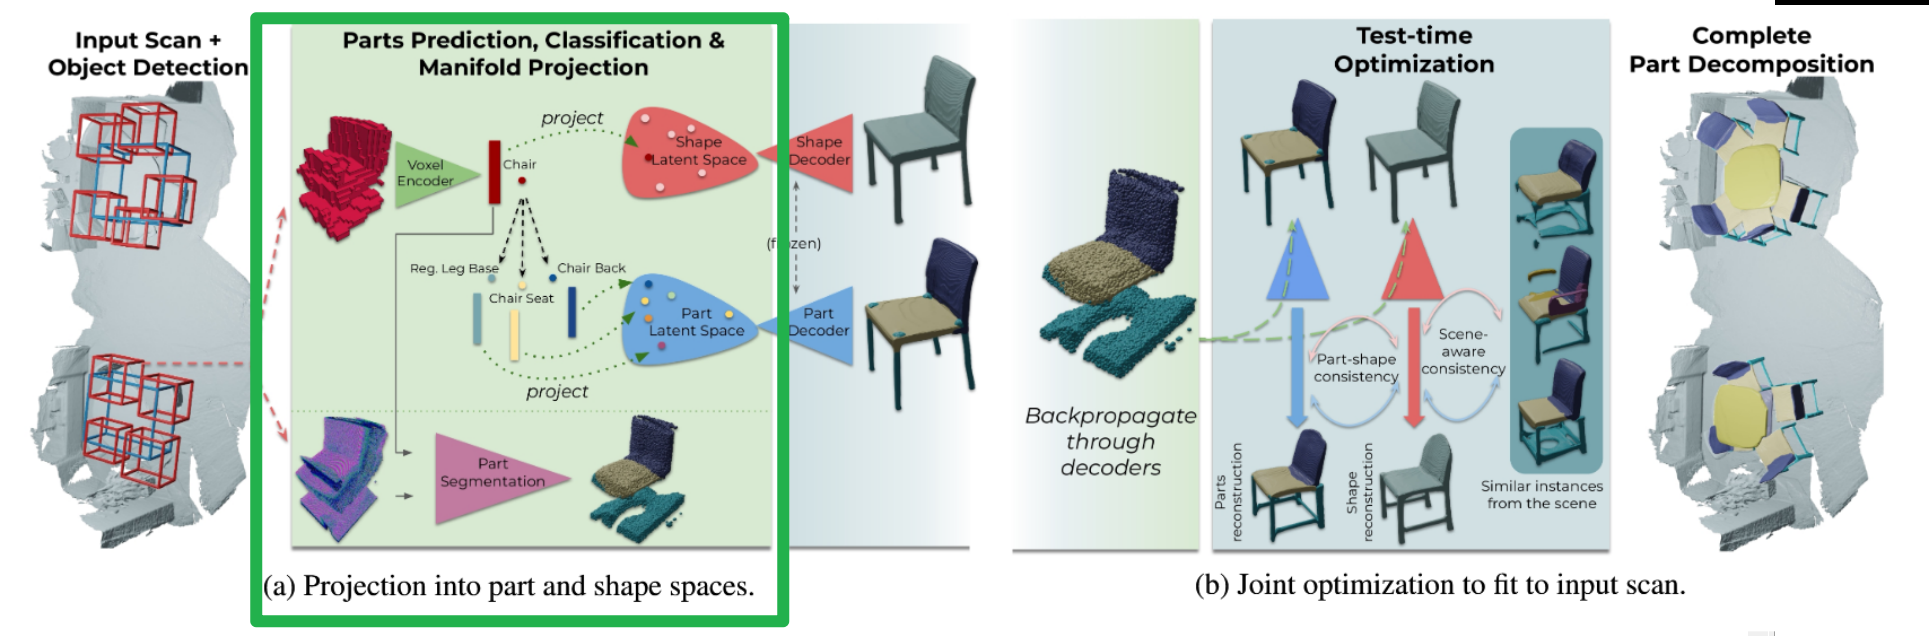 Input Scan +
Object Detection
Parts Prediction, Classification &
Manifold Projection
project
Voxel
Encoder
Chair
Shape
Latent Space
Shape
Decoder
(frozen)
Reg. Leg Base
Chair Back
Chair Seat
Part
Latent Space
Part
Decoder
project
Part
Segmentation
(a) Projection into part and shape spaces.
Backpropagate
through
decoders
Test-time
Optimization
Part-shape
consistency
Scene-
aware
consistency
Parts
reconstruction
Shape
reconstruction
Similar instances
from the scene
(b) Joint optimization to fit to input scan.
Complete
Part Decomposition